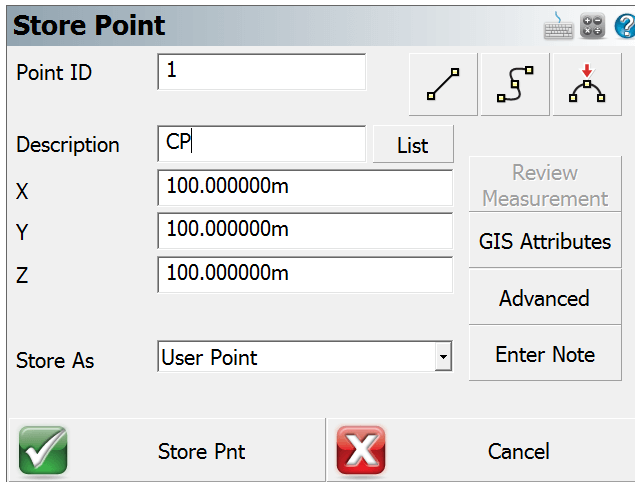 Store Point
?
Point ID 1
Description CP List
X 100.000000m
Y 100.000000m
Z 100.000000m
Review
Measurement
GIS Attributes
Advanced
Enter Note
Store As User Point
Store Pnt
Cancel